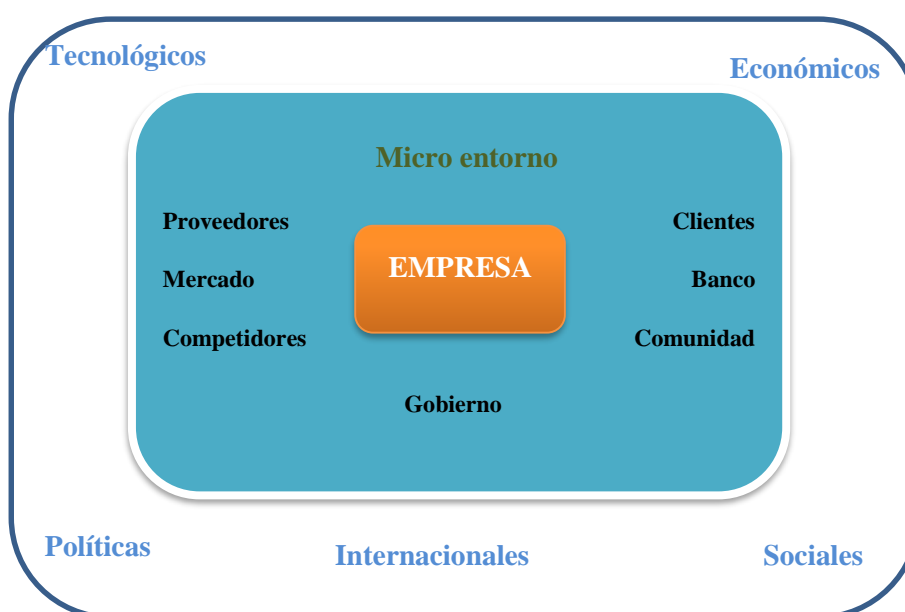 Tecnológicos
Económicos
Micro entorno
Proveedores
Clientes
EMPRESA
Mercado
Banco
Competidores
Comunidad
Gobierno
Políticas
Internacionales
Sociales